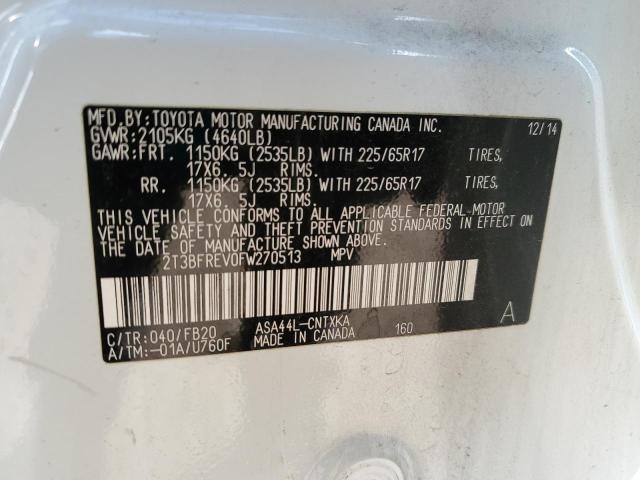 MFD. BY: TOYOTA MOTOR MANUFACTURING CANADA INC. 12/14
GVWR: 2105KG (4640LB)
GAWR: FRT. 1150KG (2535LB) WITH 225/65R17 TIRES,
17X6. 5J RIMS.
RR. 1150KG (2535LB) WITH 225/65R17 TIRES,
17X6. 5J RIMS.
THIS VEHICLE CONFORMS TO ALL APPLICABLE FEDERAL MOTOR
VEHICLE SAFETY AND THEFT PREVENTION STANDARDS IN EFFECT ON
THE DATE OF MANUFACTURE SHOWN ABOVE.
2T3BFREV0FW270513 MPV
A
C/TR: 040/FB20 ASA44L-CNTXKA 160
A/TM: -01A/U760F MADE IN CANADA